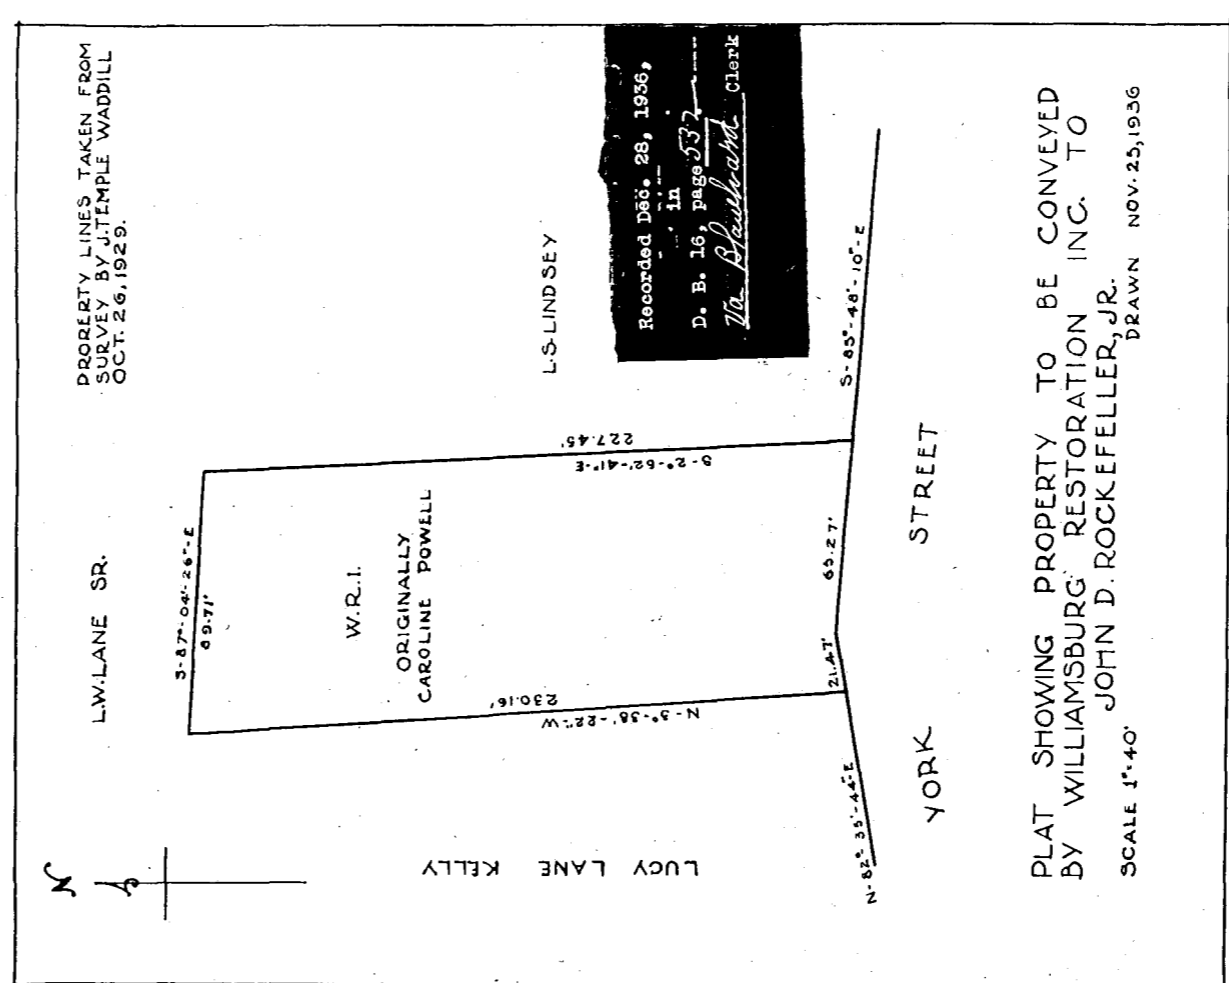 PRORERTY LINES TAKEN FROM
SURVEY BY J.TEMPLE WADDILL
OCT. 26, 1929.
N
L.W. LANE SR.
S-87°-04'-26"-E
89.71'
W.R.I.
ORIGINALLY
CAROLINE POWELL
L.S. LINDSEY
227.45'
S-2°-52'-41"-E
230.16'
N-3°-38'-22"-W
LUCY LANE KELLY
Recorded Dec. 28, 1936,
in
D. B. 16, page 532
Clerk
N-82°-35'-44"-E
21.47'
65.27'
S-85°-48'-10"-E
YORK STREET
PLAT SHOWING PROPERTY TO BE CONVEYED
BY WILLIAMSBURG RESTORATION INC. TO
JOHN D. ROCKEFELLER, JR.
SCALE 1"=40'
DRAWN NOV. 25, 1936